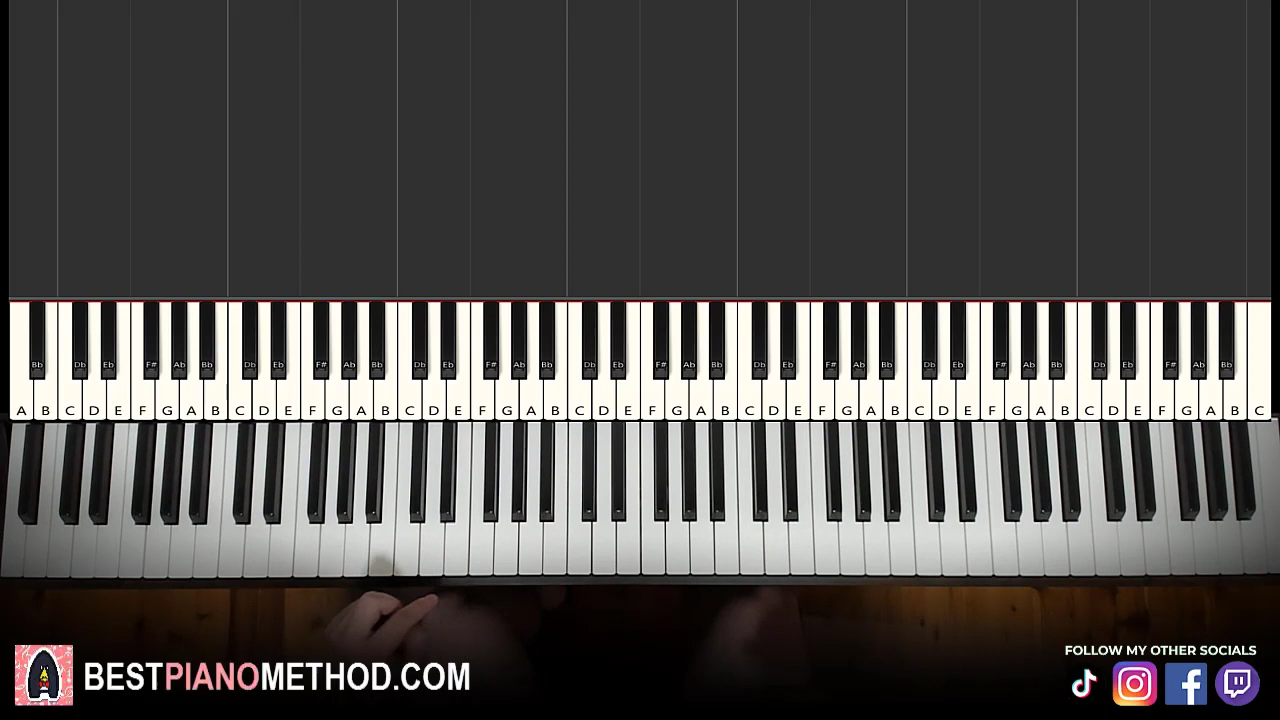 Bb Db Eb F# Ab Bb Db Eb F# Ab Bb Db Eb F# Ab Bb Db Eb F# Ab Bb Db Eb F# Ab Bb Db Eb F# Ab Bb Db Eb F# Ab Bb
A B C D E F G A B C D E F G A B C D E F G A B C D E F G A B C D E F G A B C D E F G A B C D E F G A B C
BESTPIANOMETHOD.COM
FOLLOW MY OTHER SOCIALS